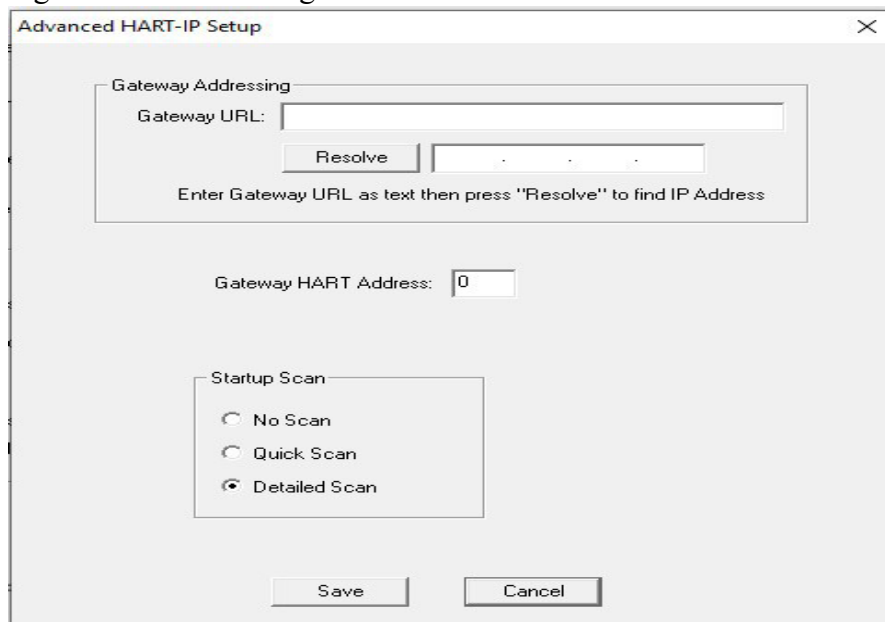 Advanced HART-IP Setup
Gateway Addressing
Gateway URL:
Resolve . . .
Enter Gateway URL as text then press "Resolve" to find IP Address
Gateway HART Address: 0
Startup Scan
No Scan
Quick Scan
Detailed Scan
Save Cancel